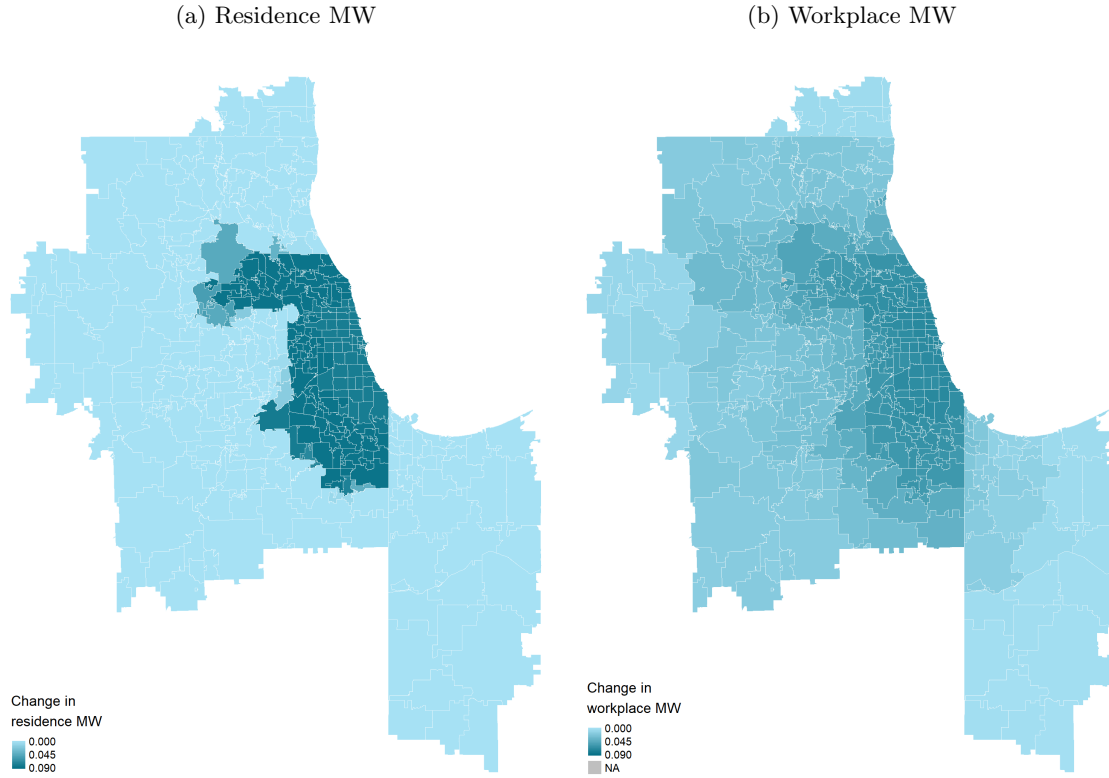 (a) Residence MW
(b) Workplace MW
Change in
residence MW
0.000
0.045
0.090
Change in
workplace MW
0.000
0.045
0.090
NA